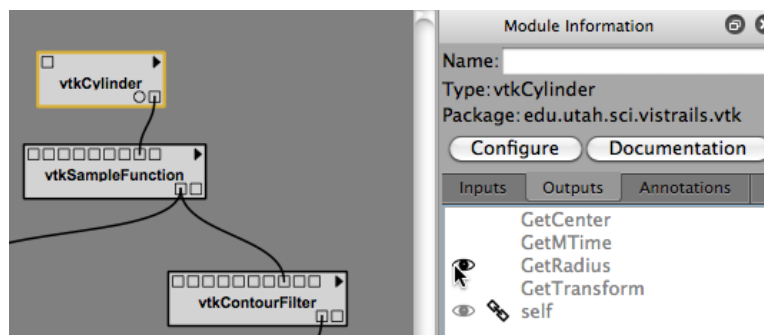 vtkCylinder
vtkSampleFunction
vtkContourFilter
Module Information
Name:
Type: vtkCylinder
Package: edu.utah.sci.vistrails.vtk
Configure Documentation
Inputs Outputs Annotations
GetCenter
GetMTime
GetRadius
GetTransform
self